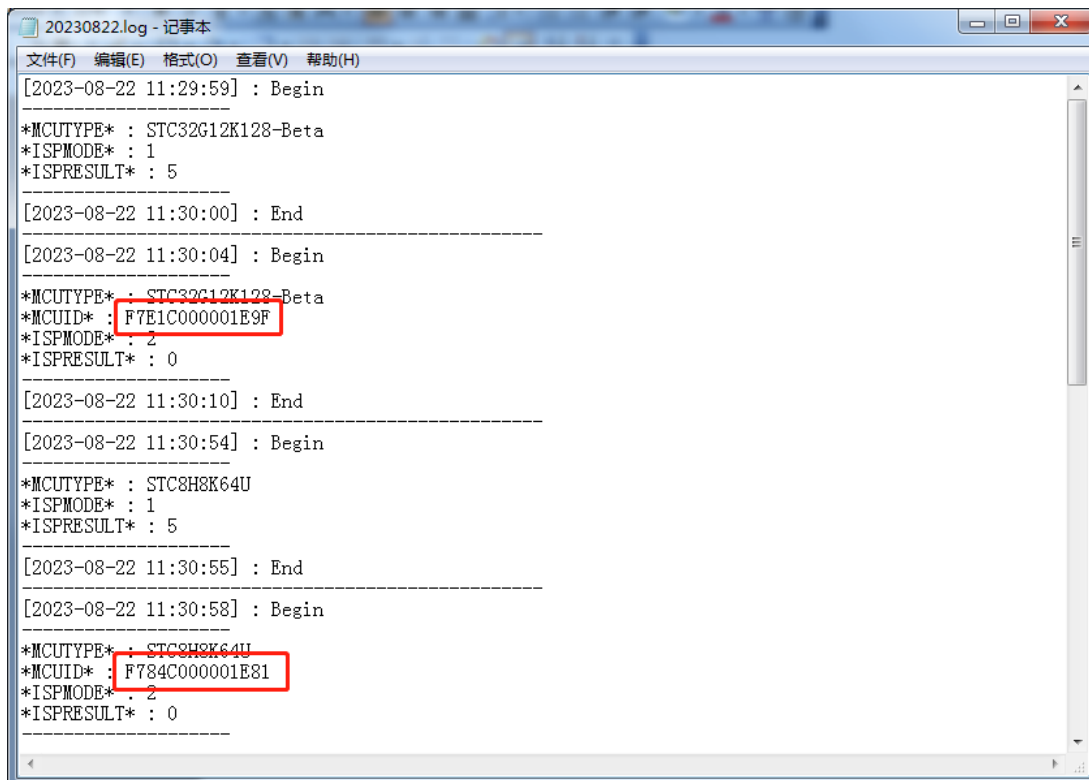 20230822.log - 记事本
文件(F) 编辑(E) 格式(O) 查看(V) 帮助(H)
[2023-08-22 11:29:59] : Begin
--------------------
*MCUTYPE* : STC32G12K128-Beta
*ISPMODE* : 1
*ISPRESULT* : 5
--------------------
[2023-08-22 11:30:00] : End
--------------------------------------------------
[2023-08-22 11:30:04] : Begin
--------------------
*MCUTYPE* : STC32G12K128-Beta
*MCUID* : F7E1C000001E9F
*ISPMODE* : 2
*ISPRESULT* : 0
--------------------
[2023-08-22 11:30:10] : End
--------------------------------------------------
[2023-08-22 11:30:54] : Begin
--------------------
*MCUTYPE* : STC8H8K64U
*ISPMODE* : 1
*ISPRESULT* : 5
--------------------
[2023-08-22 11:30:55] : End
--------------------------------------------------
[2023-08-22 11:30:58] : Begin
--------------------
*MCUTYPE* : STC8H8K64U
*MCUID* : F784C000001E81
*ISPMODE* : 2
*ISPRESULT* : 0
--------------------